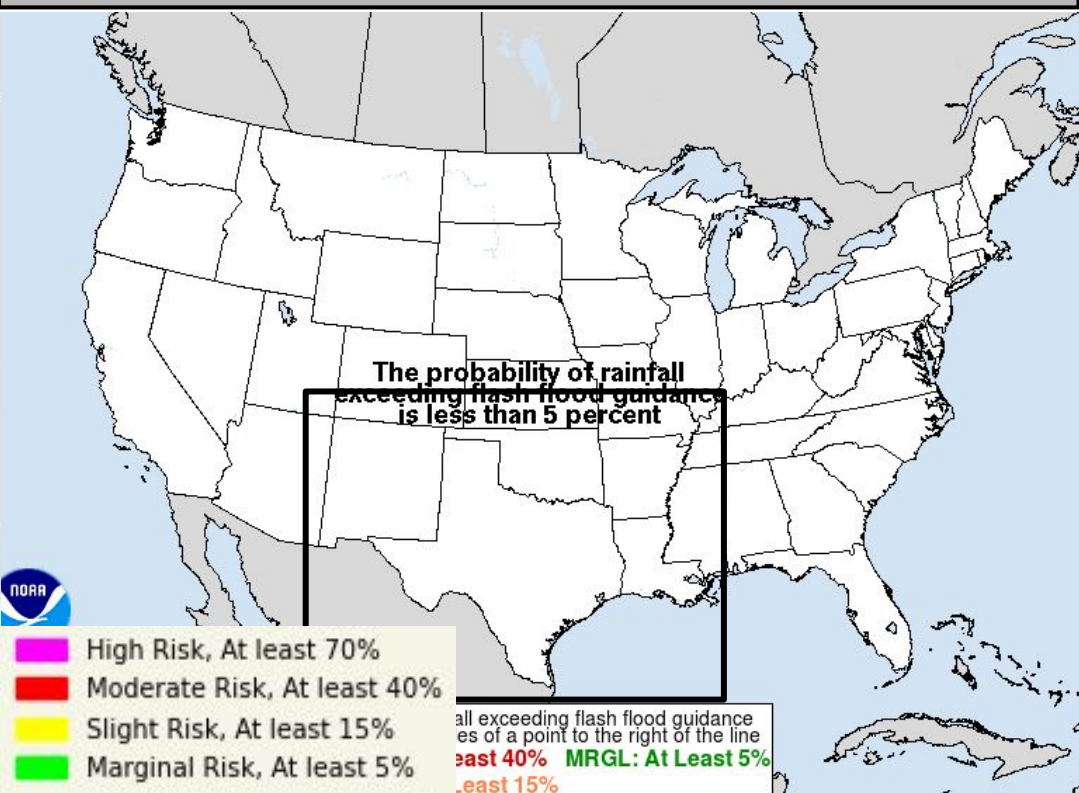 The probability of rainfall
exceeding flash flood guidance
is less than 5 percent
NOAA
High Risk, At least 70%
Moderate Risk, At least 40%
Slight Risk, At least 15%
Marginal Risk, At least 5%
all exceeding flash flood guidance
es of a point to the right of the line
east 40% MRGL: At Least 5%
Least 15%